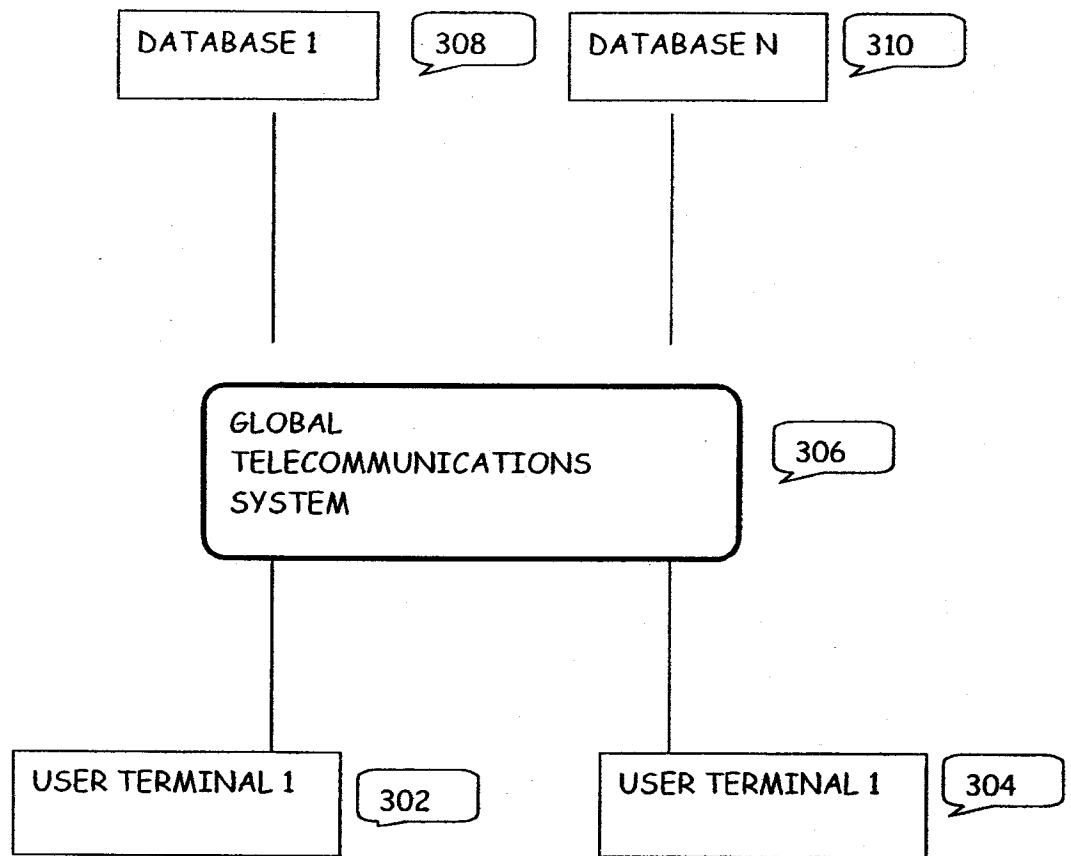 DATABASE 1
308
DATABASE N
310
GLOBAL
TELECOMMUNICATIONS
SYSTEM
306
USER TERMINAL 1
302
USER TERMINAL 1
304